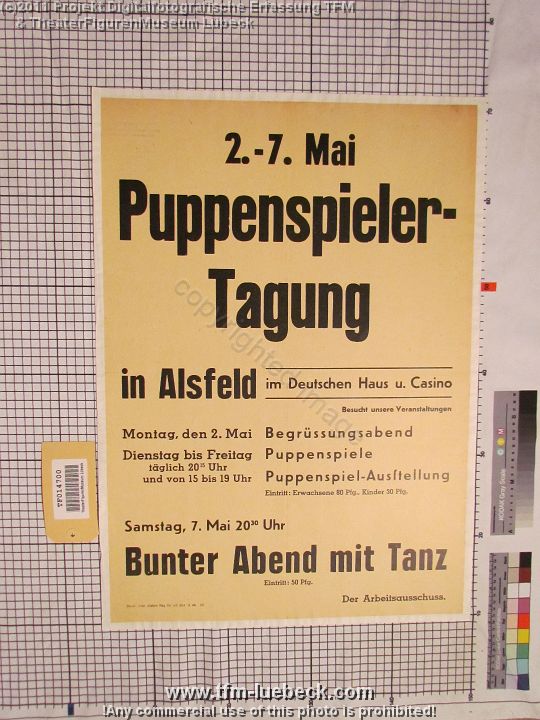 (c)2011 Projekt Digitalfotografische Erfassung TFM
& TheaterFigurenMuseum Lübeck
2.-7. Mai
Puppenspieler-
Tagung
in Alsfeld im Deutschen Haus u. Casino
Besucht unsere Veranstaltungen
Montag, den 2. Mai Begrüssungsabend
Dienstag bis Freitag Puppenspiele
täglich 20¹⁵ Uhr
und von 15 bis 19 Uhr Puppenspiel-Ausstellung
Eintritt: Erwachsene 80 Pfg., Kinder 50 Pfg.
Samstag, 7. Mai 20³⁰ Uhr
Bunter Abend mit Tanz
Eintritt: 50 Pfg.
Der Arbeitsausschuss.
copyrighted image
TF014700
KODAK Gray Scale
www.tfm-luebeck.com
!Any commercial use of this photo is prohibited!